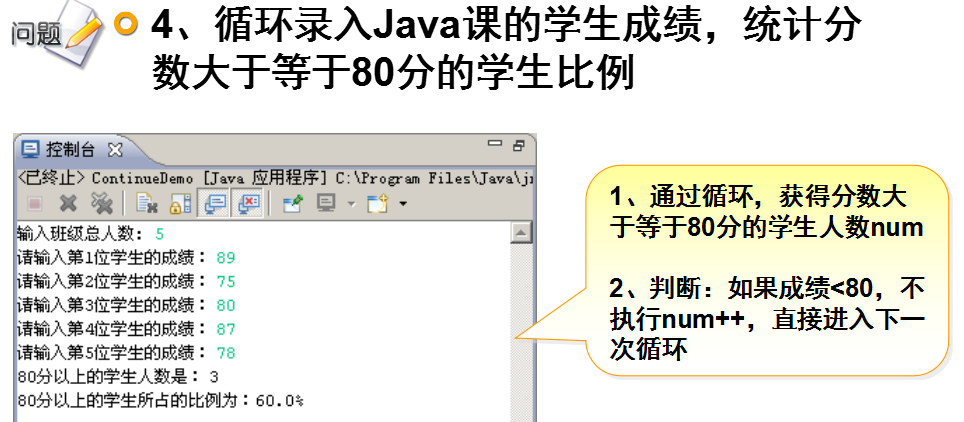 问题
4、循环录入Java课的学生成绩，统计分
数大于等于80分的学生比例
控制台
<已终止> ContinueDemo [Java 应用程序] C:\Program Files\Java\j
输入班级总人数: 5
请输入第1位学生的成绩： 89
请输入第2位学生的成绩： 75
请输入第3位学生的成绩： 80
请输入第4位学生的成绩： 87
请输入第5位学生的成绩： 78
80分以上的学生人数是： 3
80分以上的学生所占的比例为：60.0%
1、通过循环，获得分数大
于等于80分的学生人数num
2、判断：如果成绩<80，不
执行num++，直接进入下一
次循环